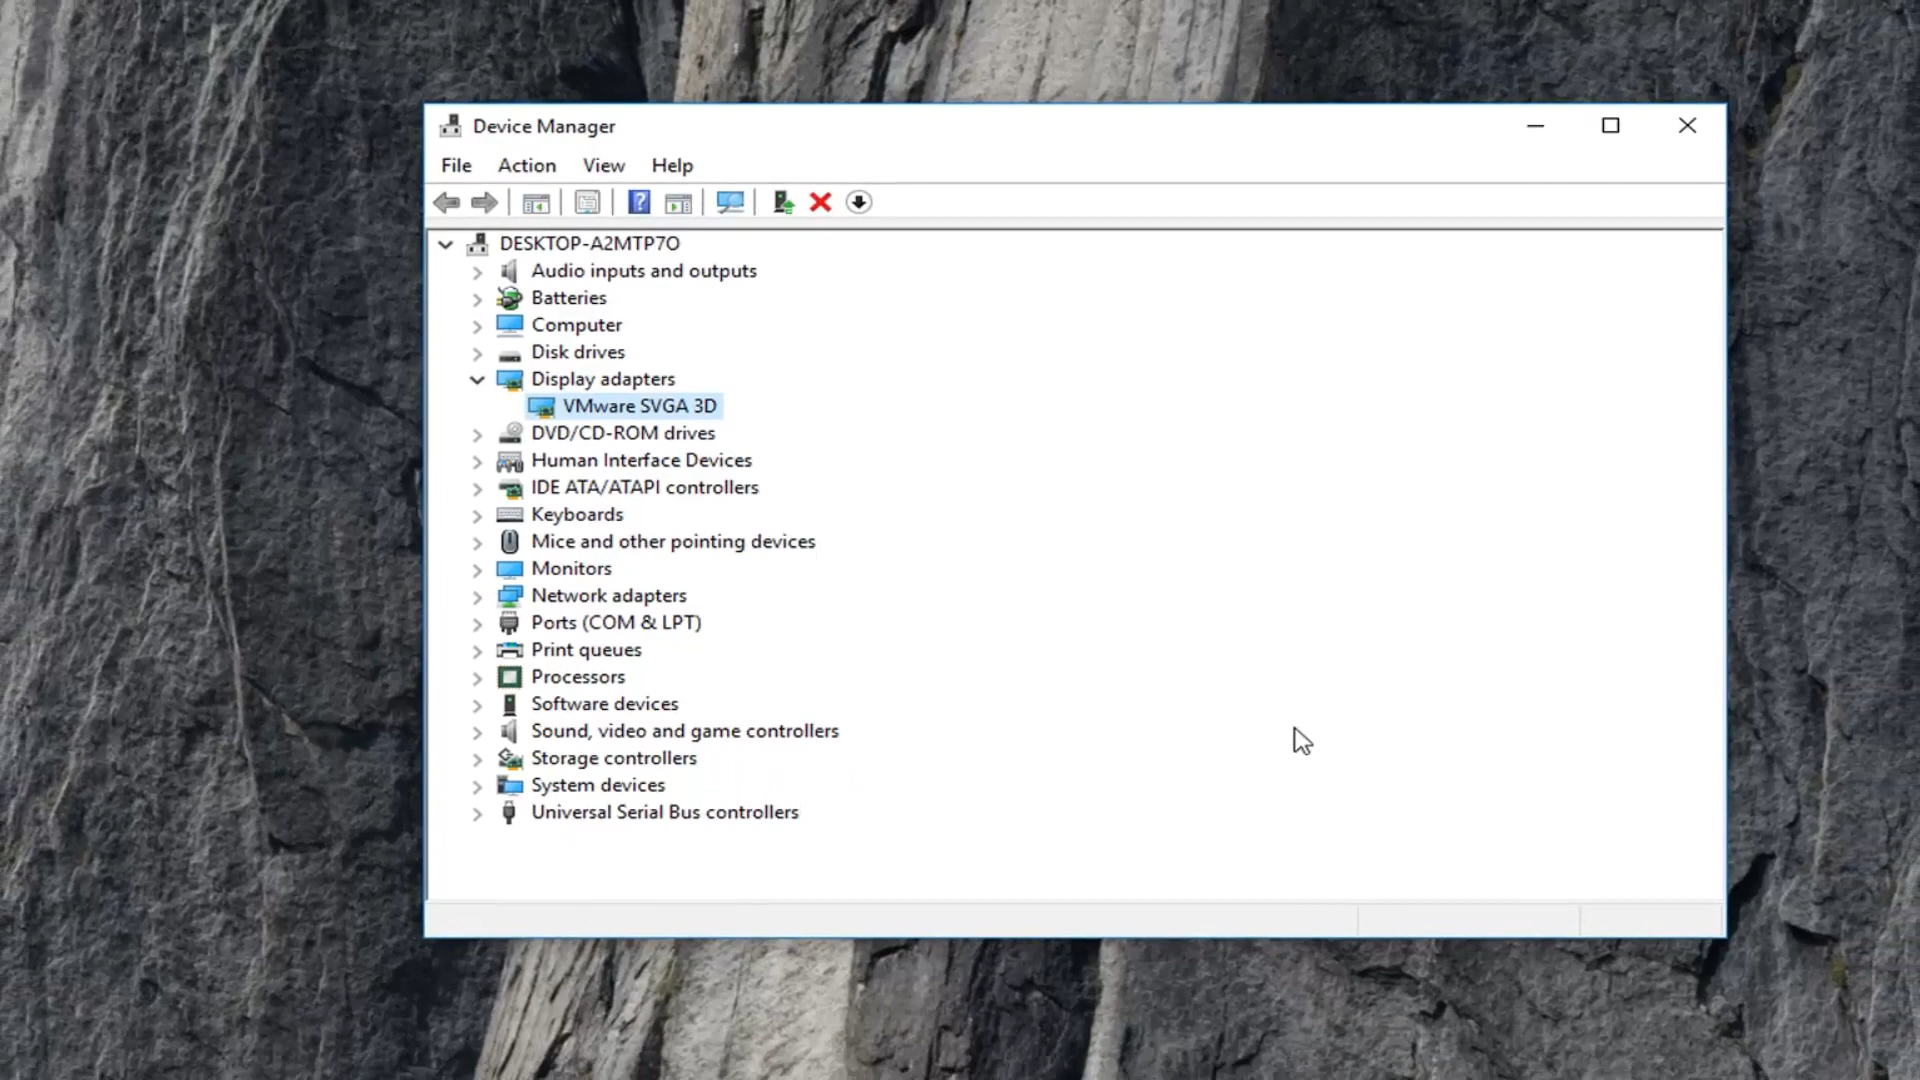 Device Manager
File Action View Help
DESKTOP-A2MTP7O
Audio inputs and outputs
Batteries
Computer
Disk drives
Display adapters
VMware SVGA 3D
DVD/CD-ROM drives
Human Interface Devices
IDE ATA/ATAPI controllers
Keyboards
Mice and other pointing devices
Monitors
Network adapters
Ports (COM & LPT)
Print queues
Processors
Software devices
Sound, video and game controllers
Storage controllers
System devices
Universal Serial Bus controllers